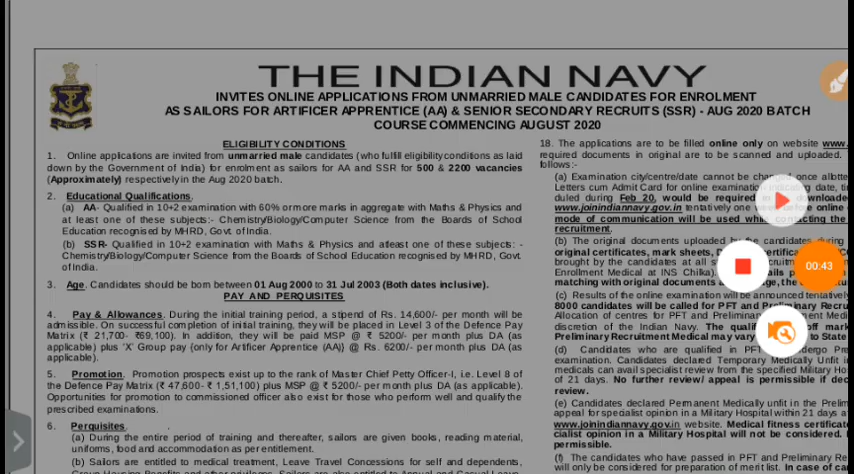 THE INDIAN NAVY
INVITES ONLINE APPLICATIONS FROM UNMARRIED MALE CANDIDATES FOR ENROLMENT
AS SAILORS FOR ARTIFICER APPRENTICE (AA) & SENIOR SECONDARY RECRUITS (SSR) - AUG 2020 BATCH
COURSE COMMENCING AUGUST 2020
ELIGIBILITY CONDITIONS
1. Online applications are invited from unmarried male candidates (who fulfill eligibility conditions as laid
down by the Government of India) for enrolment as sailors for AA and SSR for 500 & 2200 vacancies
(Approximately) respectively in the Aug 2020 batch.
2. Educational Qualifications.
(a) AA- Qualified in 10+2 examination with 60% or more marks in aggregate with Maths & Physics and
at least one of these subjects:- Chemistry/Biology/Computer Science from the Boards of School
Education recognised by MHRD, Govt. of India.
(b) SSR- Qualified in 10+2 examination with Maths & Physics and atleast one of these subjects: -
Chemistry/Biology/Computer Science from the Boards of School Education recognised by MHRD, Govt.
of India.
3. Age. Candidates should be born between 01 Aug 2000 to 31 Jul 2003 (Both dates inclusive).
PAY AND PERQUISITES
4. Pay & Allowances. During the initial training period, a stipend of Rs. 14,600/- per month will be
admissible. On successful completion of initial training, they will be placed in Level 3 of the Defence Pay
Matrix (₹ 21,700- ₹69,100). In addition, they will be paid MSP @ ₹ 5200/- per month plus DA (as
applicable) plus 'X' Group pay {only for Artificer Apprentice (AA)} @ Rs. 6200/- per month plus DA (as
applicable).
5. Promotion. Promotion prospects exist up to the rank of Master Chief Petty Officer-I, i.e. Level 8 of
the Defence Pay Matrix (₹ 47,600- ₹ 1,51,100) plus MSP @ ₹ 5200/- per month plus DA (as applicable).
Opportunities for promotion to commissioned officer also exist for those who perform well and qualify the
prescribed examinations.
6. Perquisites.
(a) During the entire period of training and thereafter, sailors are given books, reading material,
uniforms, food and accommodation as per entitlement.
(b) Sailors are entitled to medical treatment, Leave Travel Concessions for self and dependents,
18. The applications are to be filled online only on website www.
required documents in original are to be scanned and uploaded.
follows:-
(a) Examination city/centre/date cannot be once
Letters cum Admit Card for online date,
duled during Feb 20, would be required
www.joinindiannavy.gov.in tentatively one online
mode of communication will be used the
recruitment.
(b) The original documents uploaded candidates during
original certificates, mark sheets,
brought by the candidates at all
Enrollment Medical at INS Chilka).
matching with original documents the
(c) Results of the online examination will be announced tentatively
8000 candidates will be called for PFT and Preliminary
Allocation of centres for PFT and Preliminary Medi
discretion of the Indian Navy. The mark
Preliminary Recruitment Medical may vary to State
(d) Candidates who are qualified in PFT Pre
examination. Candidates declared Temporary Medically Unfit
medicals can avail specialist review from the specified Military Ho
of 21 days. No further review/ appeal is permissible if dec
review.
(e) Candidates declared Permanent Medically unfit in the Prelim
appeal for specialist opinion in a Military Hospital within 21 days
www.joinindiannavy.gov.in website. Medical fitness certificate
cialist opinion in a Military Hospital will not be considered.
permissible.
(f) The candidates who have passed in PFT and Preliminary Re
will only be considered for preparation of merit list. In case of
00:43